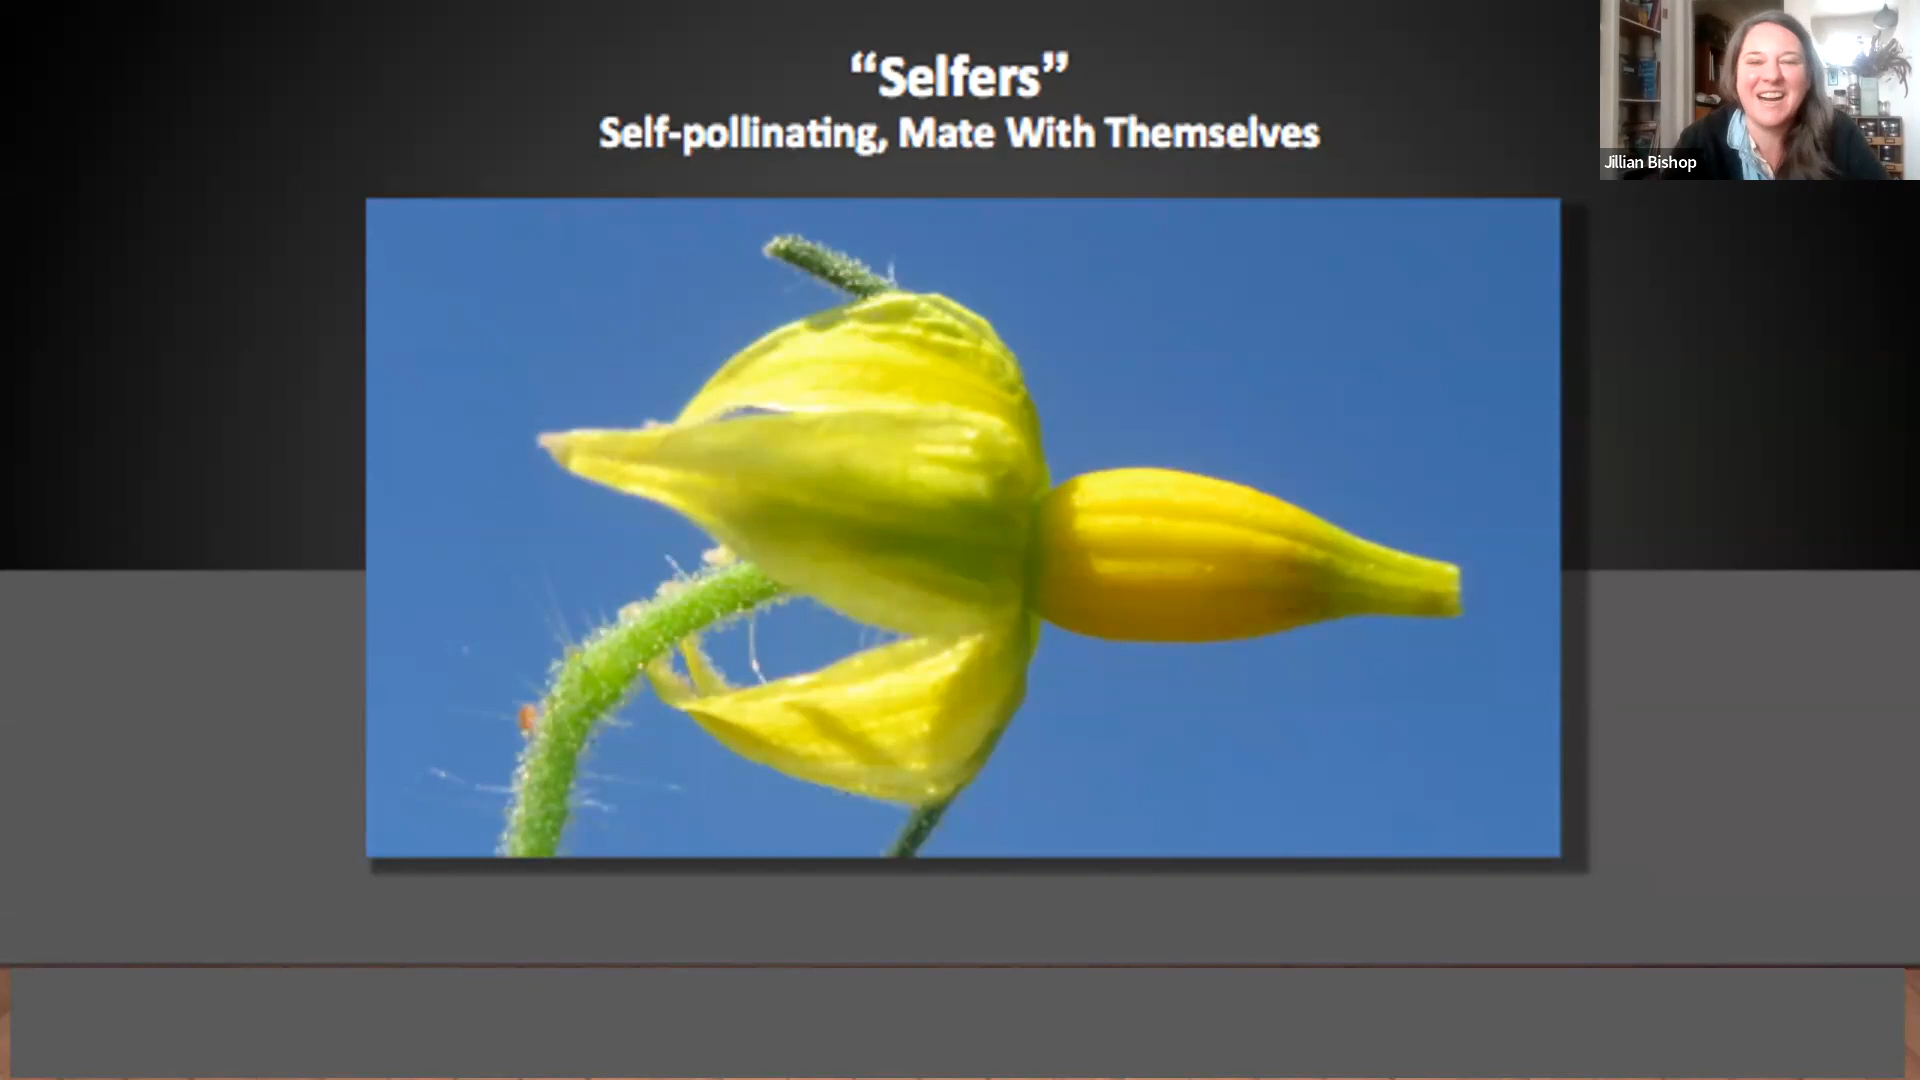 “Selfers”
Self-pollinating, Mate With Themselves
Jillian Bishop